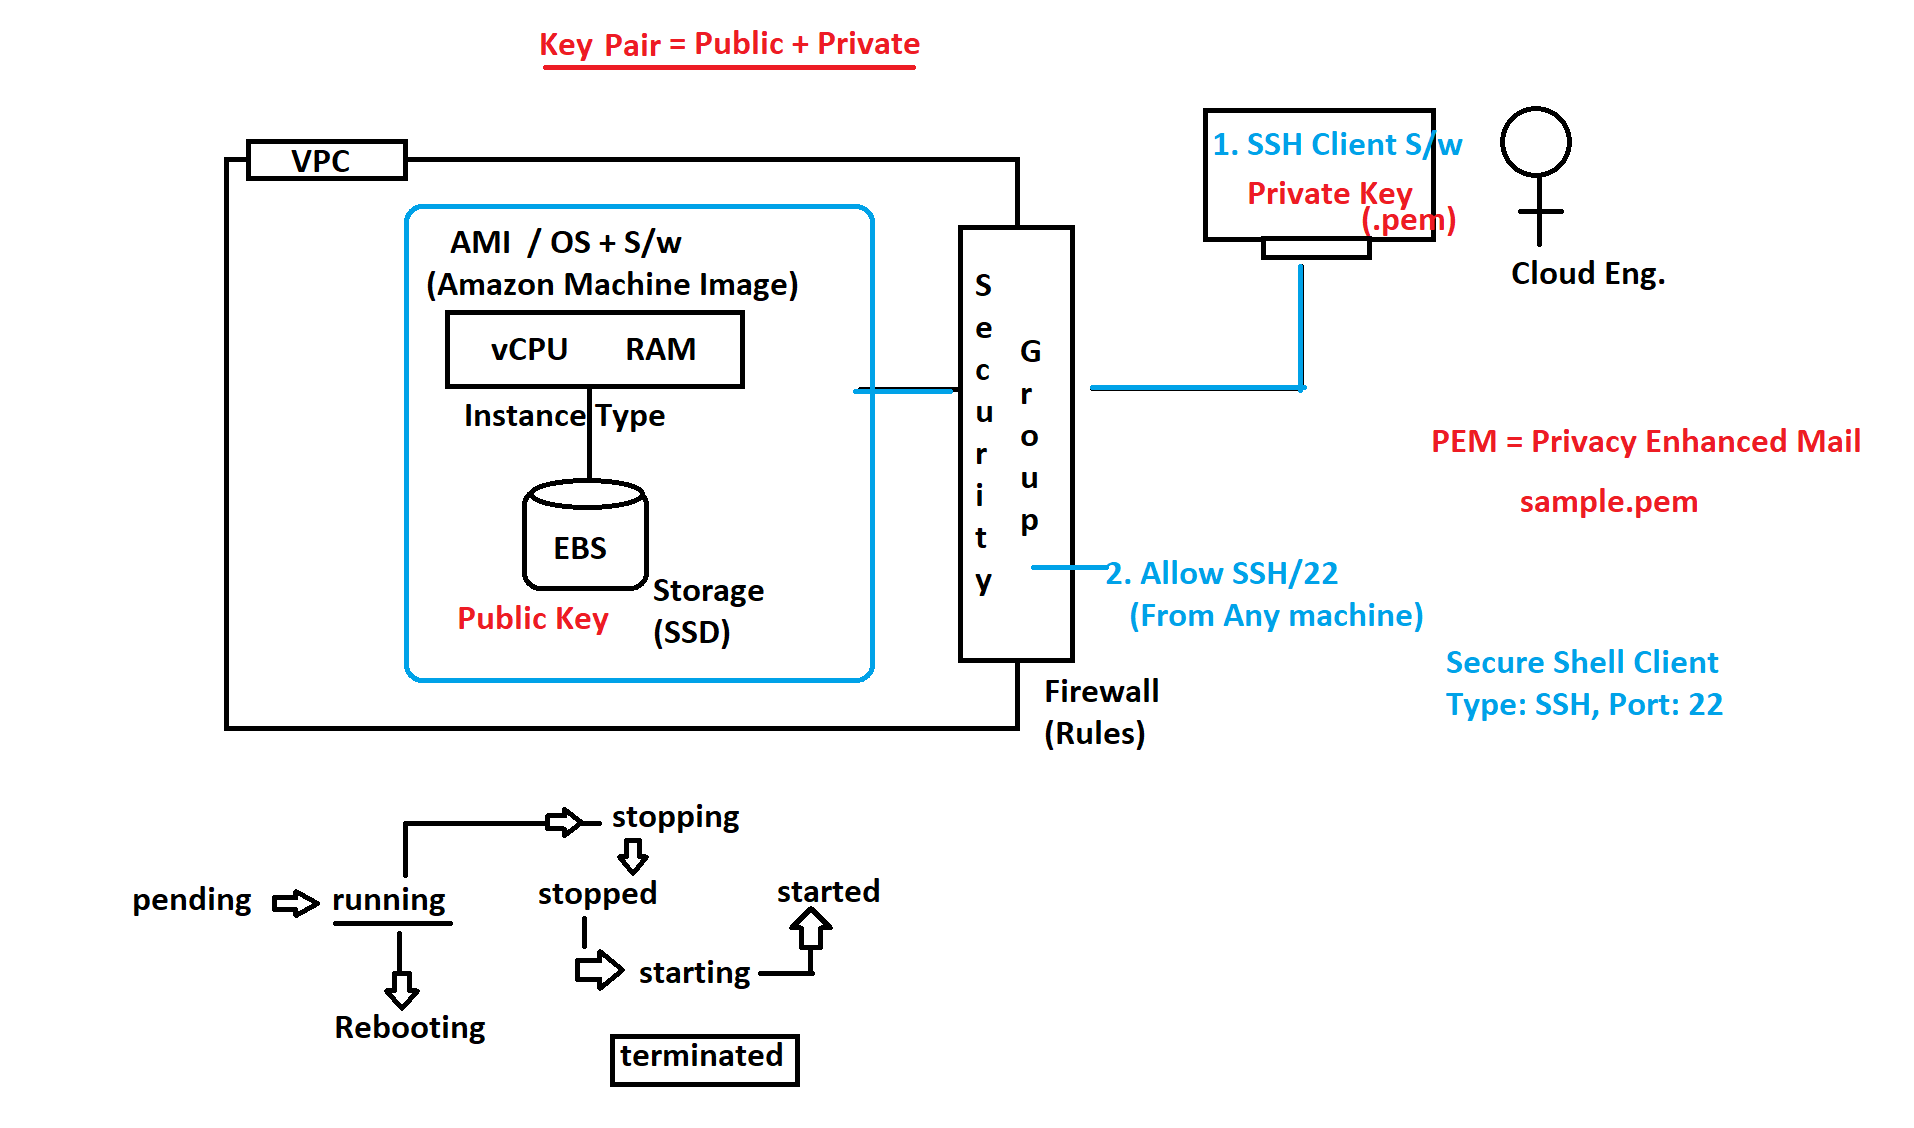 Key Pair = Public + Private
VPC
AMI / OS + S/w
(Amazon Machine Image)
vCPU RAM
Instance Type
EBS
Storage
(SSD)
Public Key
Security
Group
Firewall
(Rules)
1. SSH Client S/w
Private Key
(.pem)
Cloud Eng.
PEM = Privacy Enhanced Mail
sample.pem
2. Allow SSH/22
(From Any machine)
Secure Shell Client
Type: SSH, Port: 22
stopping
pending running stopped started
starting
Rebooting
terminated